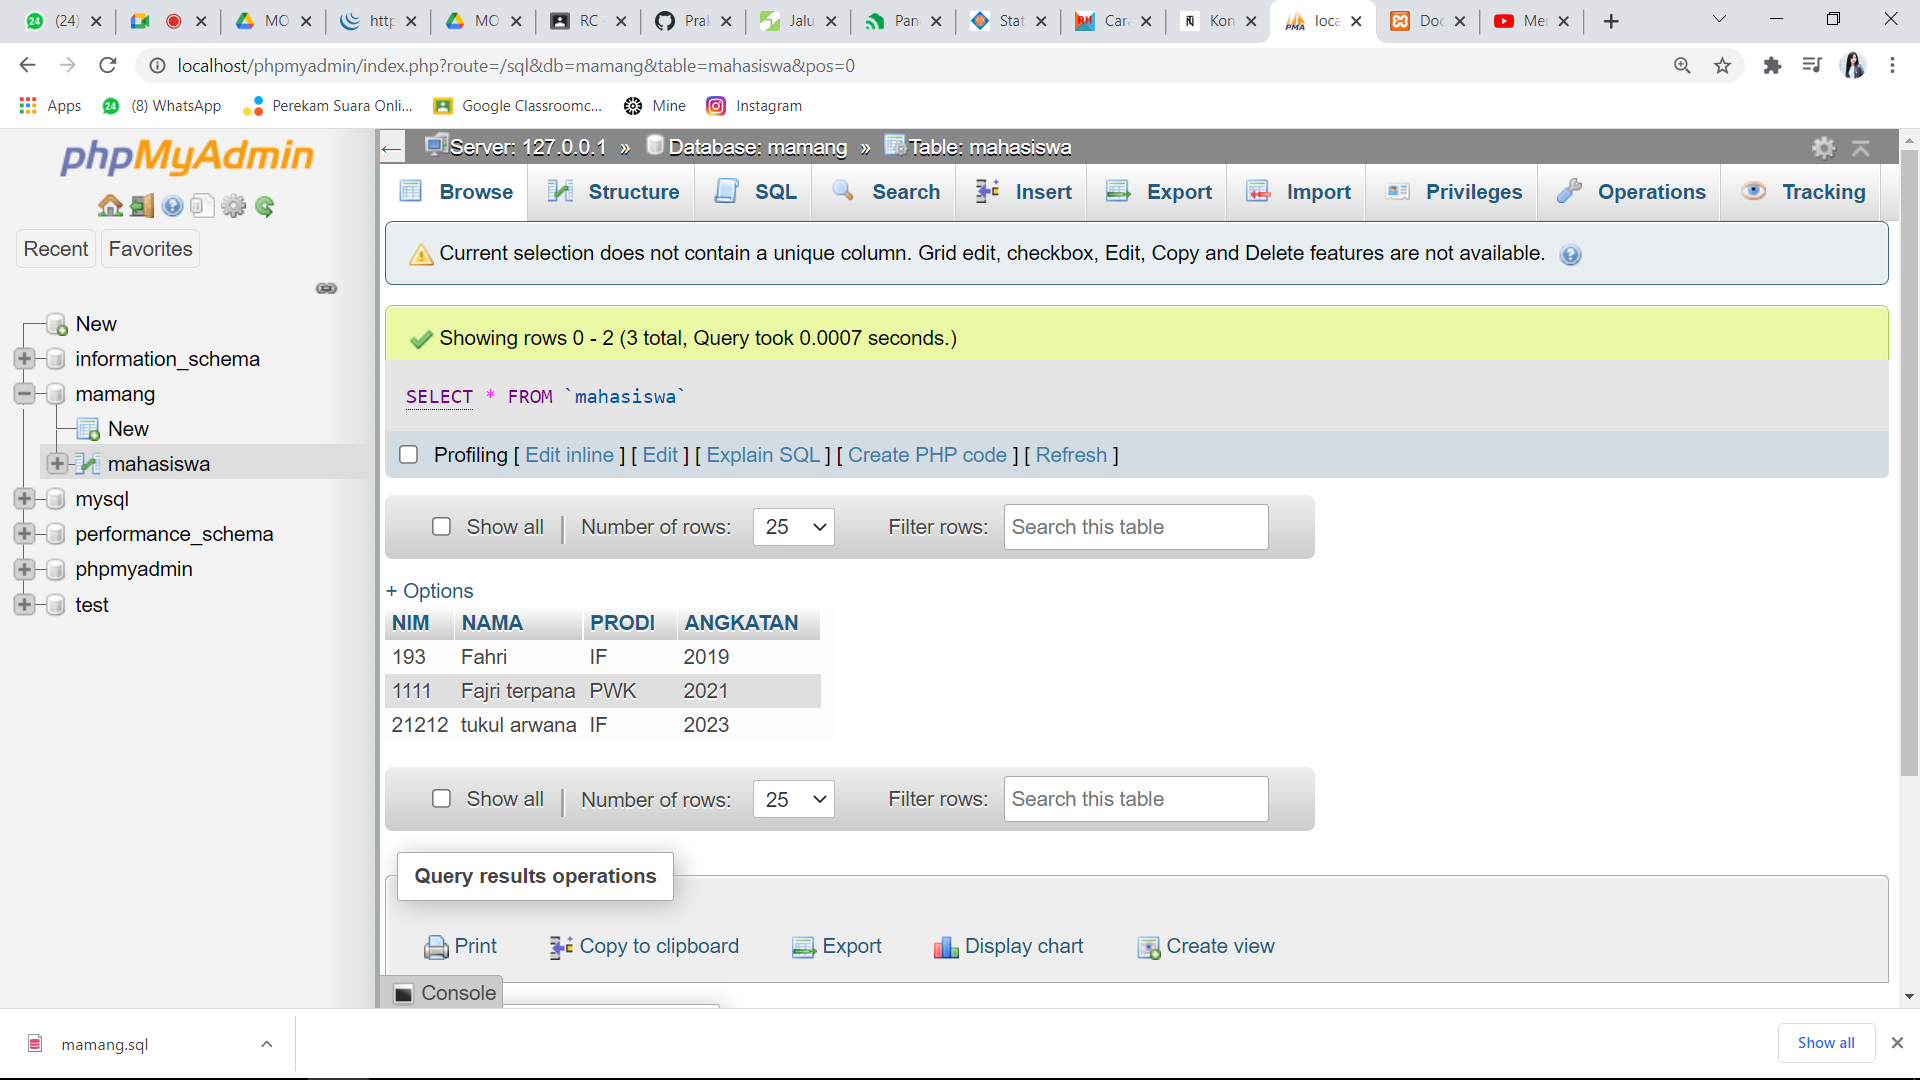 (24) MO http MO RC - Prak Jalu Pan Stat Cara Kon loca Doc Mer
localhost/phpmyadmin/index.php?route=/sql&db=mamang&table=mahasiswa&pos=0
Apps 24 (8) WhatsApp Perekam Suara Onli... Google Classroomc... Mine Instagram
phpMyAdmin
Recent Favorites
New
information_schema
mamang
New
mahasiswa
mysql
performance_schema
phpmyadmin
test
Server: 127.0.0.1 » Database: mamang » Table: mahasiswa
Browse Structure SQL Search Insert Export Import Privileges Operations Tracking
Current selection does not contain a unique column. Grid edit, checkbox, Edit, Copy and Delete features are not available.
Showing rows 0 - 2 (3 total, Query took 0.0007 seconds.)
SELECT * FROM `mahasiswa`
Profiling [ Edit inline ] [ Edit ] [ Explain SQL ] [ Create PHP code ] [ Refresh ]
Show all | Number of rows: 25 Filter rows: Search this table
+ Options
NIM NAMA PRODI ANGKATAN
193 Fahri IF 2019
1111 Fajri terpana PWK 2021
21212 tukul arwana IF 2023
Show all | Number of rows: 25 Filter rows: Search this table
Query results operations
Print Copy to clipboard Export Display chart Create view
Console
mamang.sql
Show all